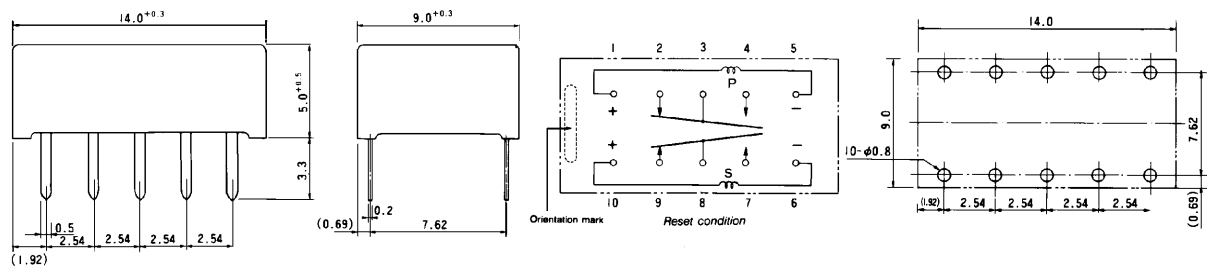 14.0+0.3
5.0+0.5
3.3
0.5
2.54 2.54 2.54 2.54
(1.92)
9.0+0.3
0.2
(0.69)
7.62
1 2 3 4 5
P
+ −
+ −
S
10 9 8 7 6
Orientation mark
Reset condition
14.0
9.0
7.62
10-φ0.8
(1.92) 2.54 2.54 2.54
(0.69)